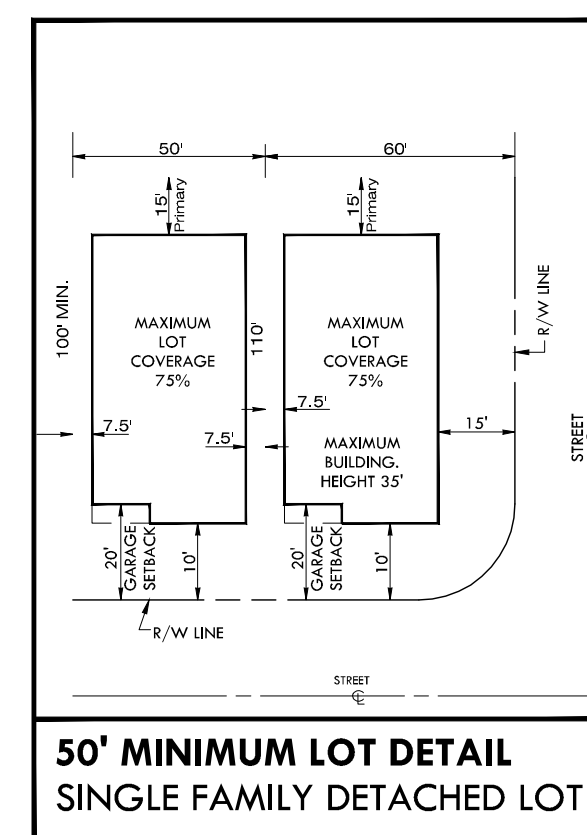 50'
60'
15'
Primary
15'
Primary
100' MIN.
MAXIMUM
LOT
COVERAGE
75%
110'
MAXIMUM
LOT
COVERAGE
75%
R/W LINE
7.5'
7.5'
7.5'
15'
MAXIMUM
BUILDING.
HEIGHT 35'
STREET
20'
GARAGE
SETBACK
10'
20'
GARAGE
SETBACK
10'
R/W LINE
STREET
℄
50' MINIMUM LOT DETAIL
SINGLE FAMILY DETACHED LOT